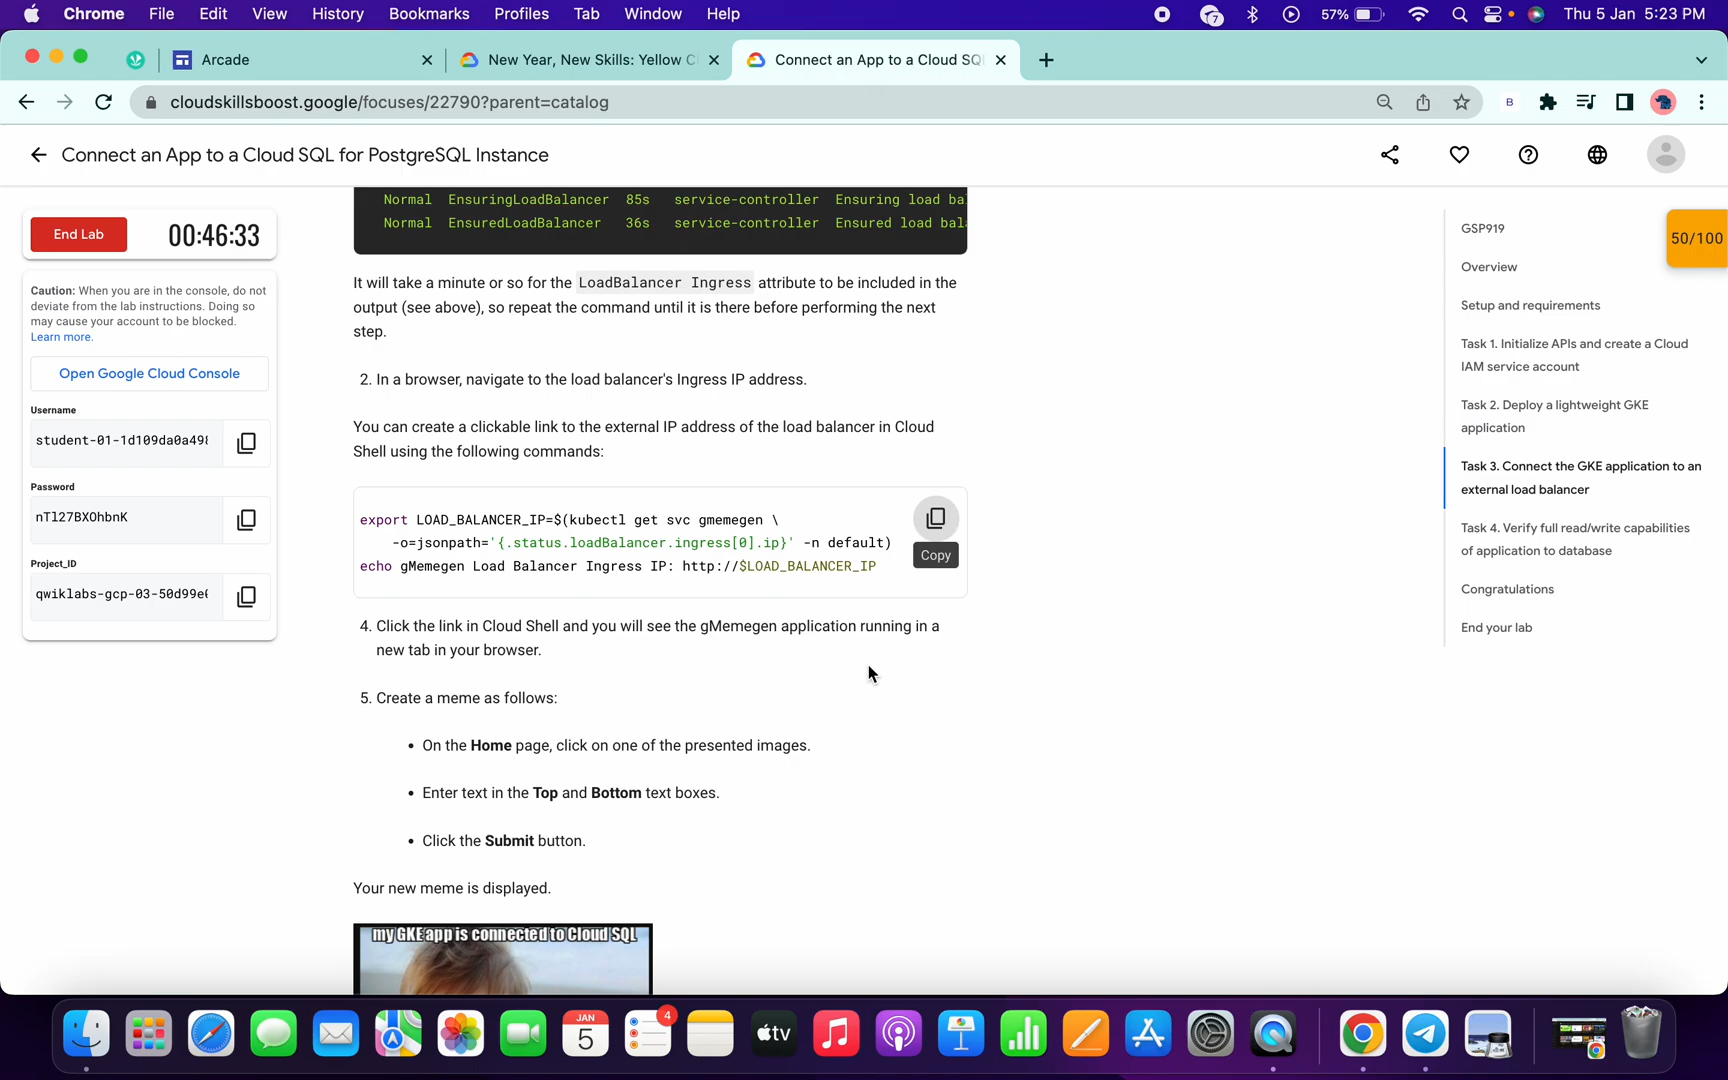 Chrome File Edit View History Bookmarks Profiles Tab Window Help
7 57% Thu 5 Jan 5:23 PM
Arcade
New Year, New Skills: Yellow C
Connect an App to a Cloud SQ
cloudskillsboost.google/focuses/22790?parent=catalog
B
Connect an App to a Cloud SQL for PostgreSQL Instance
End Lab 00:46:33
Caution: When you are in the console, do not
deviate from the lab instructions. Doing so
may cause your account to be blocked.
Learn more.
Open Google Cloud Console
Username
student-01-1d109da0a498
Password
nTl27BXOhbnK
Project_ID
qwiklabs-gcp-03-50d99e
Normal EnsuringLoadBalancer 85s service-controller Ensuring load ba
Normal EnsuredLoadBalancer 36s service-controller Ensured load bal
It will take a minute or so for the LoadBalancer Ingress attribute to be included in the
output (see above), so repeat the command until it is there before performing the next
step.
2. In a browser, navigate to the load balancer's Ingress IP address.
You can create a clickable link to the external IP address of the load balancer in Cloud
Shell using the following commands:
export LOAD_BALANCER_IP=$(kubectl get svc gmemegen \
-o=jsonpath='{.status.loadBalancer.ingress[0].ip}' -n default)
echo gMemegen Load Balancer Ingress IP: http://$LOAD_BALANCER_IP
Copy
4. Click the link in Cloud Shell and you will see the gMemegen application running in a
new tab in your browser.
5. Create a meme as follows:
• On the Home page, click on one of the presented images.
• Enter text in the Top and Bottom text boxes.
• Click the Submit button.
Your new meme is displayed.
my GKE app is connected to Cloud SQL
GSP919
50/100
Overview
Setup and requirements
Task 1. Initialize APIs and create a Cloud
IAM service account
Task 2. Deploy a lightweight GKE
application
Task 3. Connect the GKE application to an
external load balancer
Task 4. Verify full read/write capabilities
of application to database
Congratulations
End your lab
JAN
5
4
tv